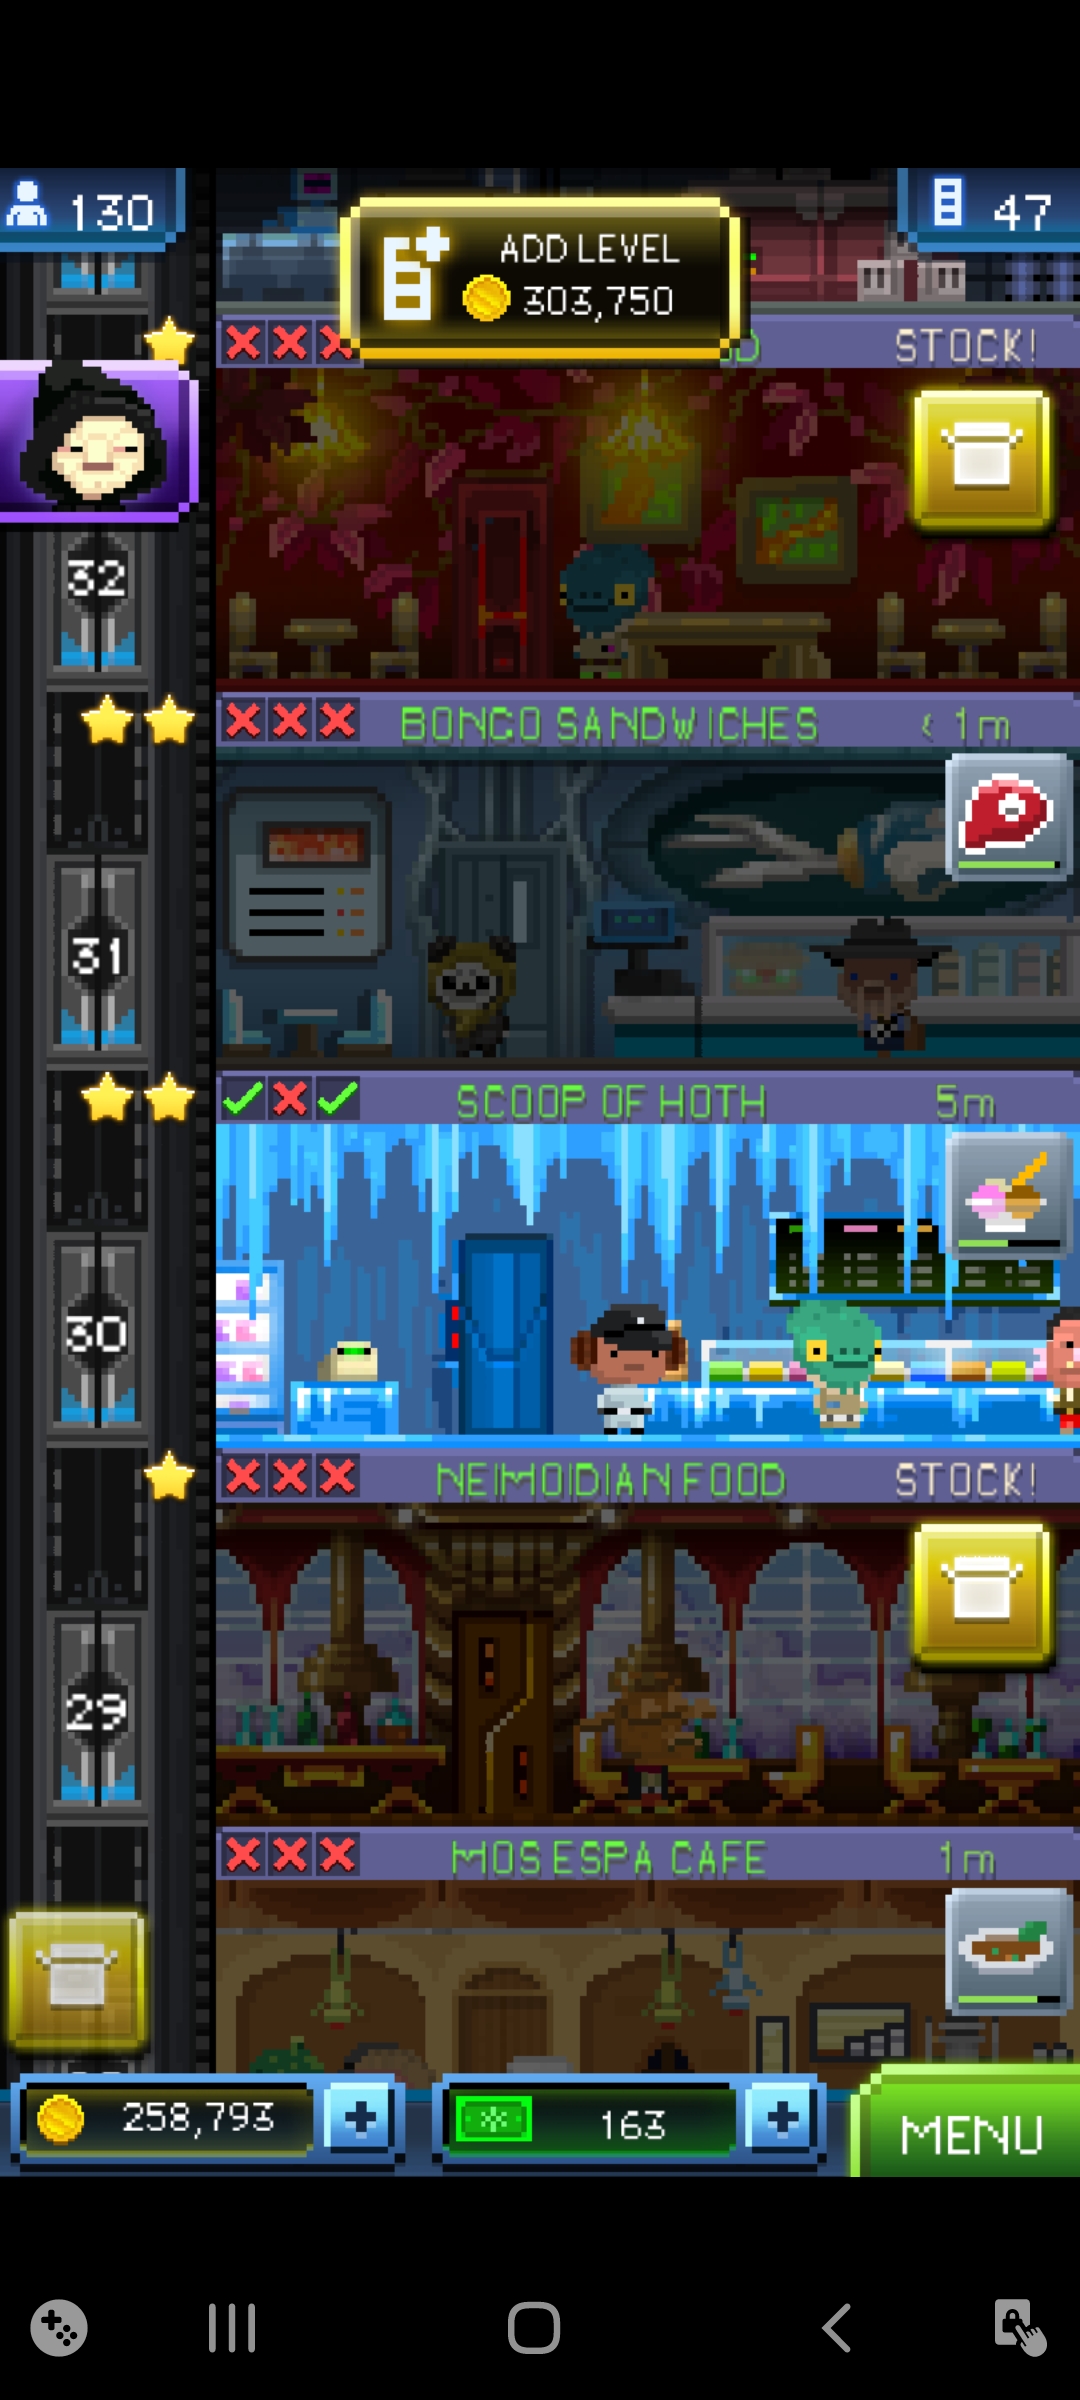 130
ADD LEVEL
303,750
47
STOCK!
32
BONGO SANDWICHES
< 1m
31
SCOOP OF HOTH
5m
30
NEIMOIDIAN FOOD
STOCK!
29
MOS ESPA CAFE
1m
258,793
163
MENU